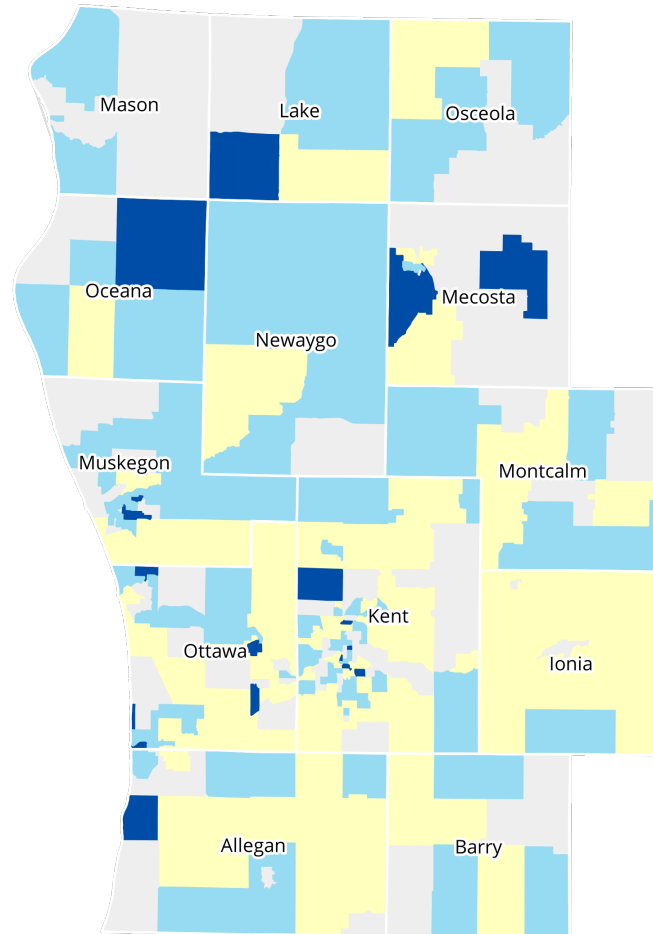 Mason
Lake
Osceola
Oceana
Mecosta
Newaygo
Muskegon
Montcalm
Kent
Ottawa
Ionia
Allegan
Barry